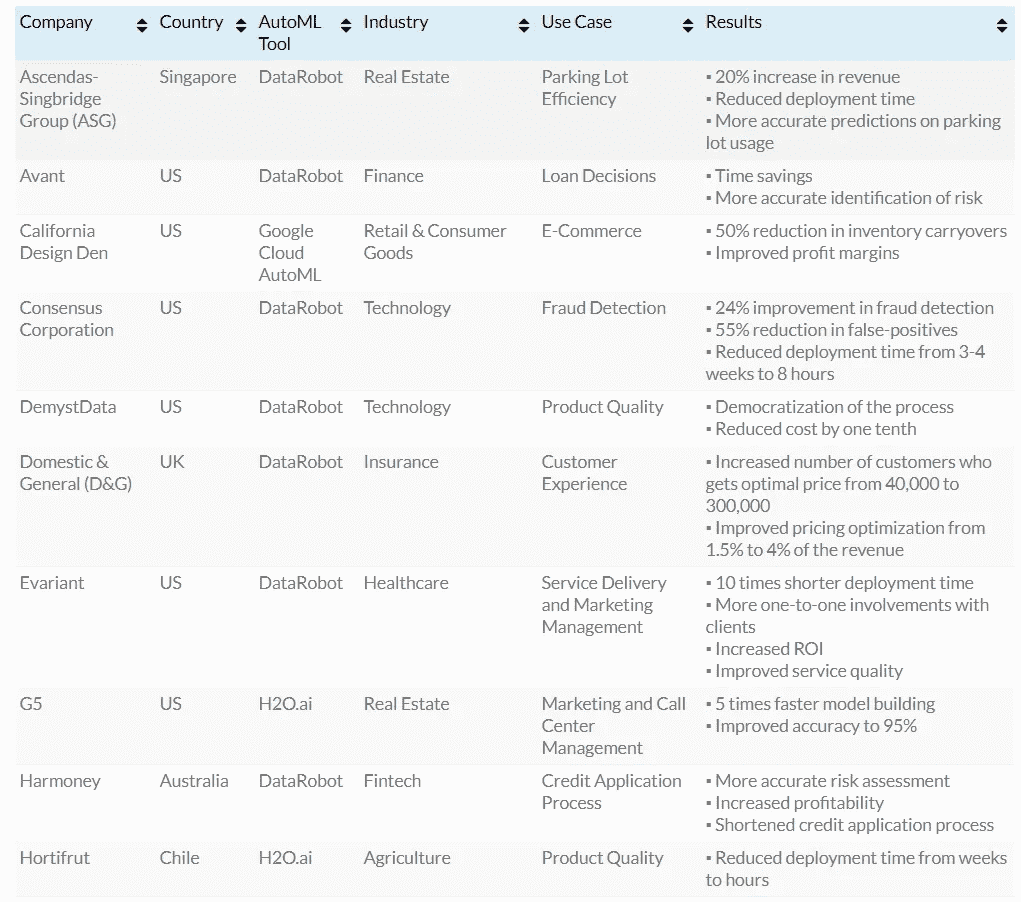 Company Country AutoML Industry Use Case Results
Tool
Ascendas- Singapore DataRobot Real Estate Parking Lot ▪ 20% increase in revenue
Singbridge Efficiency ▪ Reduced deployment time
Group (ASG) ▪ More accurate predictions on parking
lot usage
Avant US DataRobot Finance Loan Decisions ▪ Time savings
▪ More accurate identification of risk
California US Google Retail & Consumer E-Commerce ▪ 50% reduction in inventory carryovers
Design Den Cloud Goods ▪ Improved profit margins
AutoML
Consensus US DataRobot Technology Fraud Detection ▪ 24% improvement in fraud detection
Corporation ▪ 55% reduction in false-positives
▪ Reduced deployment time from 3-4
weeks to 8 hours
DemystData US DataRobot Technology Product Quality ▪ Democratization of the process
▪ Reduced cost by one tenth
Domestic & UK DataRobot Insurance Customer ▪ Increased number of customers who
General (D&G) Experience gets optimal price from 40,000 to
300,000
▪ Improved pricing optimization from
1.5% to 4% of the revenue
Evariant US DataRobot Healthcare Service Delivery ▪ 10 times shorter deployment time
and Marketing ▪ More one-to-one involvements with
Management clients
▪ Increased ROI
▪ Improved service quality
G5 US H2O.ai Real Estate Marketing and Call ▪ 5 times faster model building
Center ▪ Improved accuracy to 95%
Management
Harmoney Australia DataRobot Fintech Credit Application ▪ More accurate risk assessment
Process ▪ Increased profitability
▪ Shortened credit application process
Hortifrut Chile H2O.ai Agriculture Product Quality ▪ Reduced deployment time from weeks
to hours